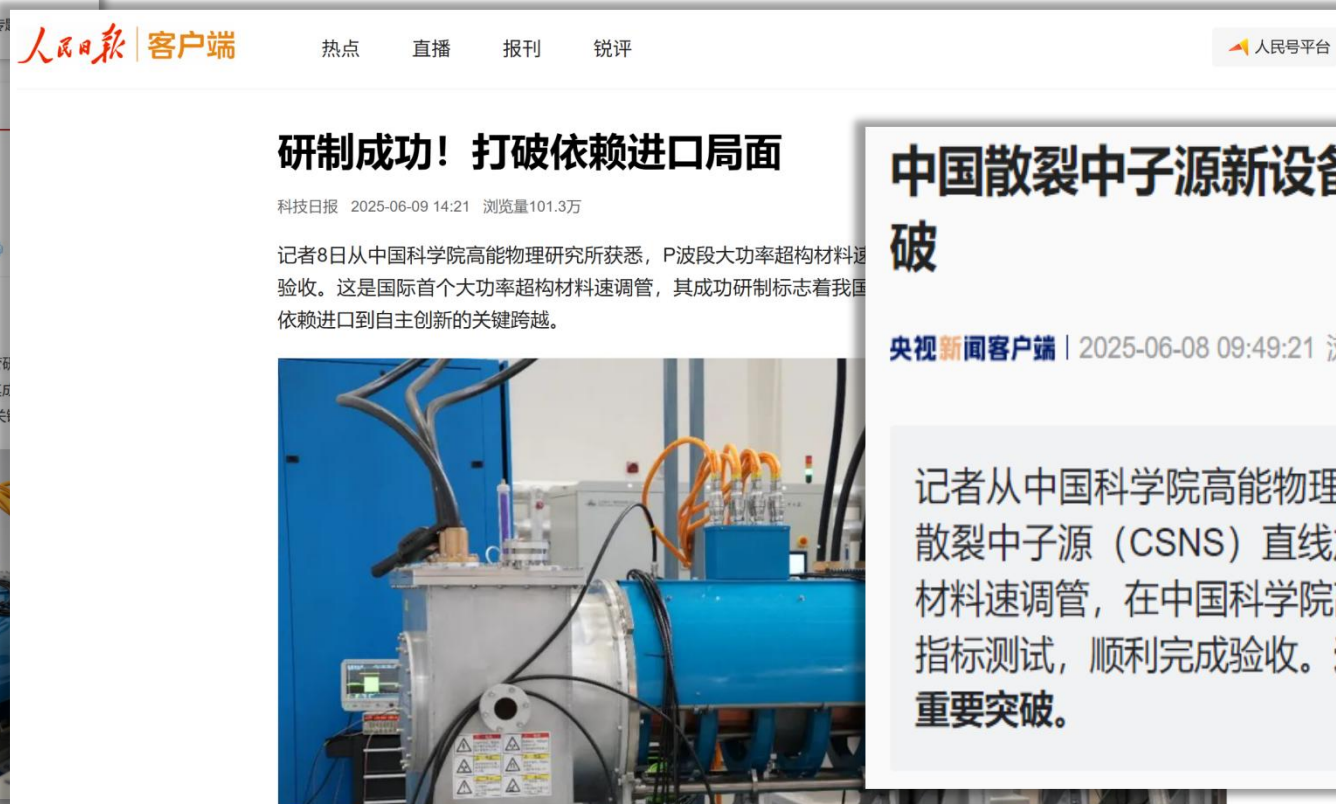 人民日报 客户端
热点 直播 报刊 锐评
人民号平台
研制成功！打破依赖进口局面
科技日报 2025-06-09 14:21 浏览量101.3万
记者8日从中国科学院高能物理研究所获悉，P波段大功率超构材料速
验收。这是国际首个大功率超构材料速调管，其成功研制标志着我国
依赖进口到自主创新的关键跨越。
中国散裂中子源新设备
破
央视新闻客户端 | 2025-06-08 09:49:21
记者从中国科学院高能物理
散裂中子源（CSNS）直线
材料速调管，在中国科学院
指标测试，顺利完成验收。
重要突破。